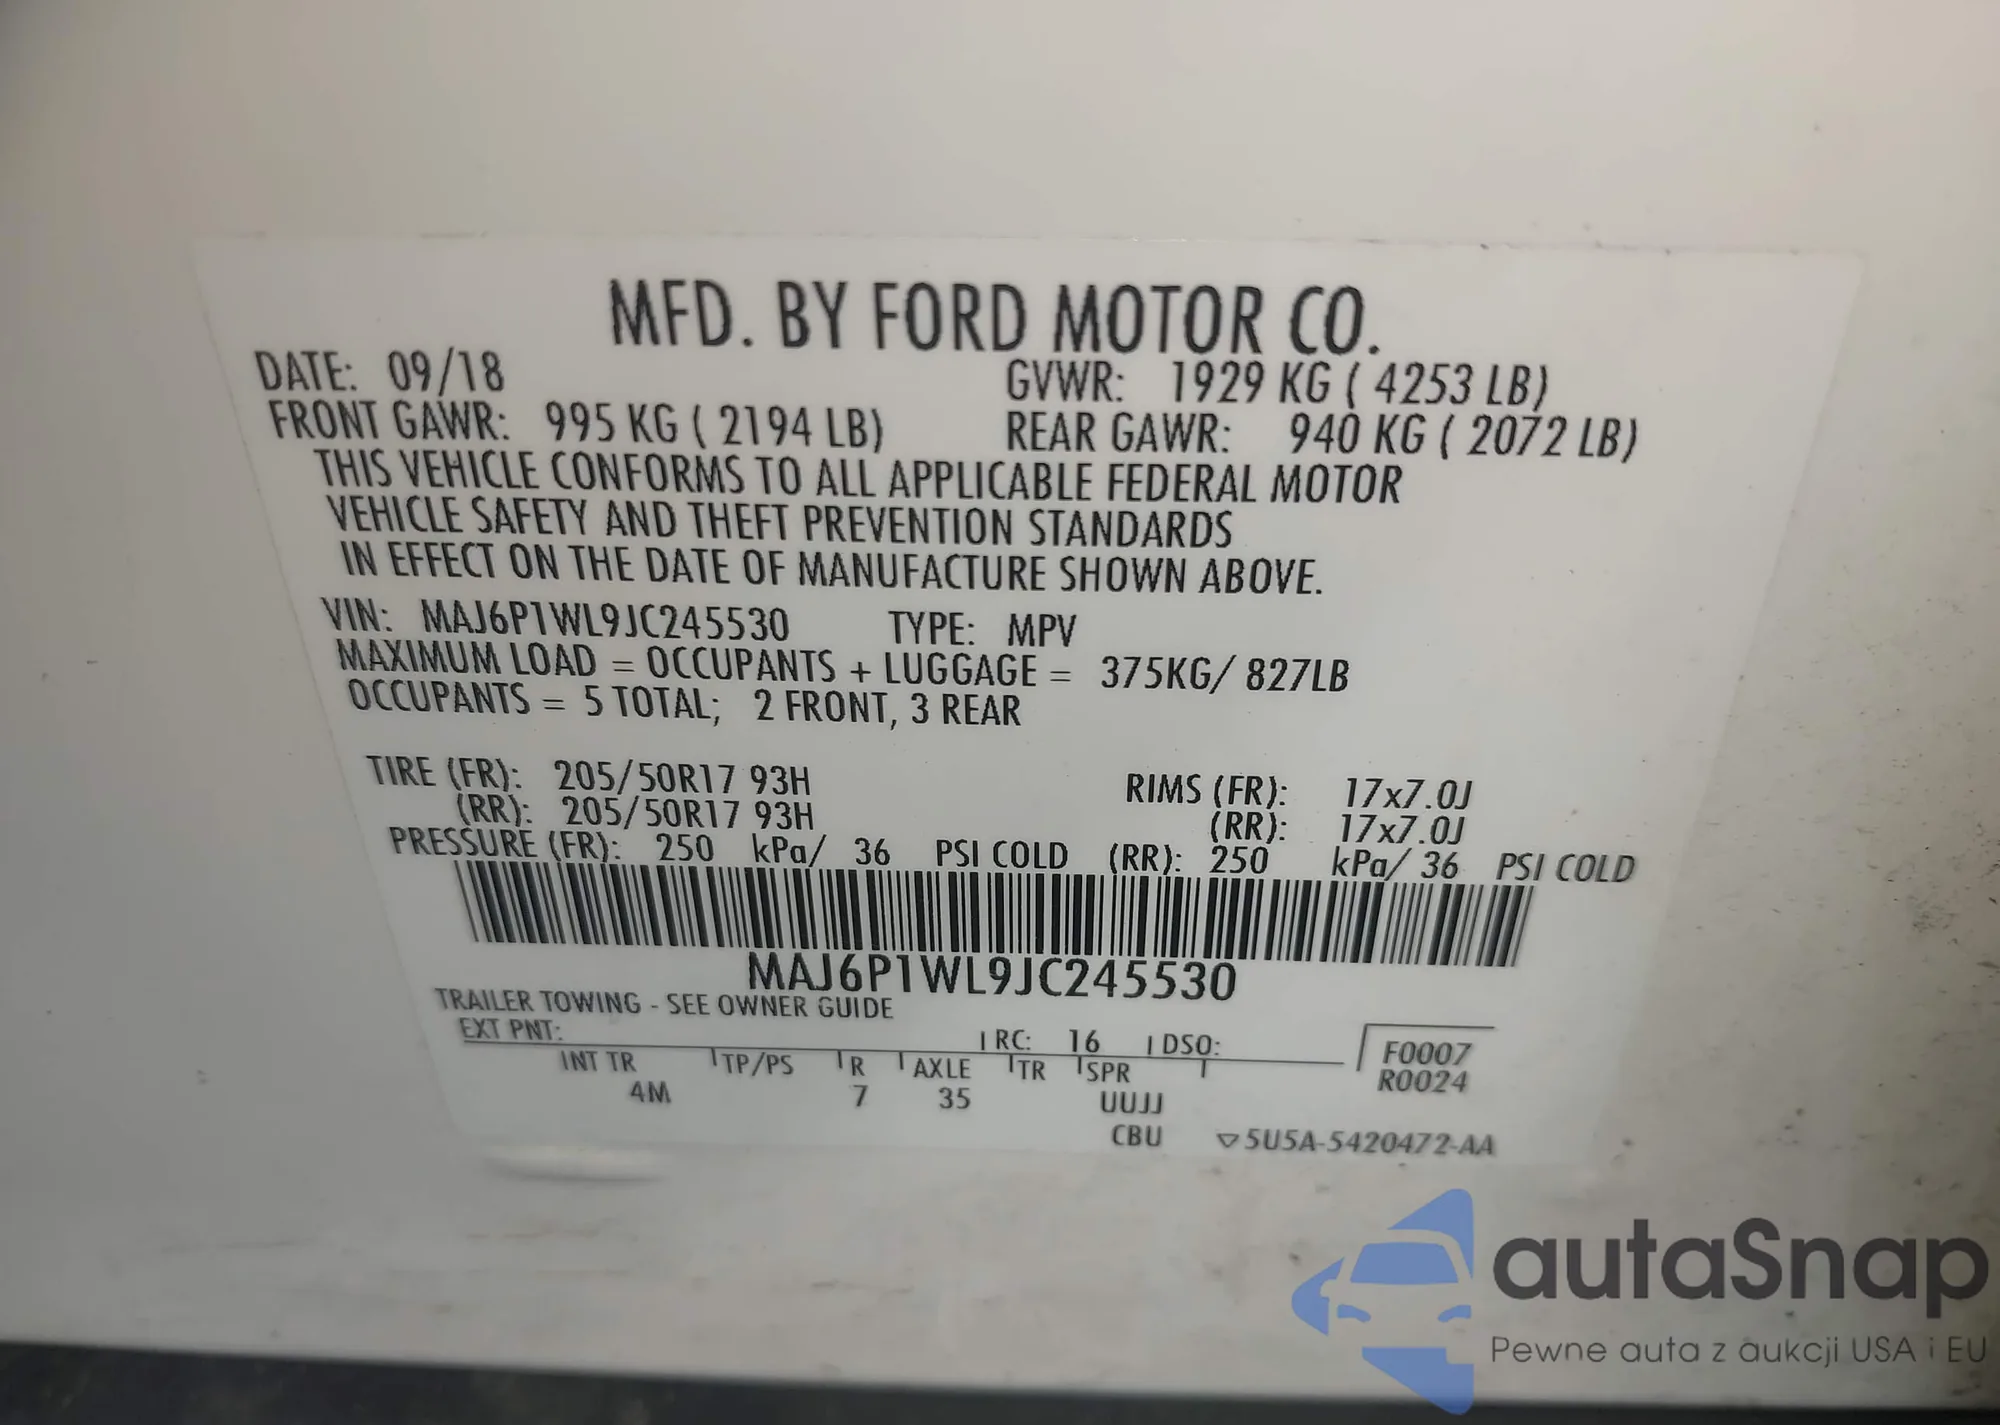 MFD. BY FORD MOTOR CO.
DATE: 09/18 GVWR: 1929 KG ( 4253 LB)
FRONT GAWR: 995 KG ( 2194 LB) REAR GAWR: 940 KG ( 2072 LB)
THIS VEHICLE CONFORMS TO ALL APPLICABLE FEDERAL MOTOR
VEHICLE SAFETY AND THEFT PREVENTION STANDARDS
IN EFFECT ON THE DATE OF MANUFACTURE SHOWN ABOVE.
VIN: MAJ6P1WL9JC245530 TYPE: MPV
MAXIMUM LOAD = OCCUPANTS + LUGGAGE = 375KG/ 827LB
OCCUPANTS = 5 TOTAL; 2 FRONT, 3 REAR
TIRE (FR): 205/50R17 93H RIMS (FR): 17x7.0J
(RR): 205/50R17 93H (RR): 17x7.0J
PRESSURE (FR): 250 kPa/ 36 PSI COLD (RR): 250 kPa/ 36 PSI COLD
MAJ6P1WL9JC245530
TRAILER TOWING - SEE OWNER GUIDE
EXT PNT: RC: 16 DSO: F0007
INT TR TP/PS R AXLE TR SPR R0024
4M 7 35 UUJJ
CBU ▽5U5A-5420472-AA
autaSnap
Pewne auta z aukcji USA i EU